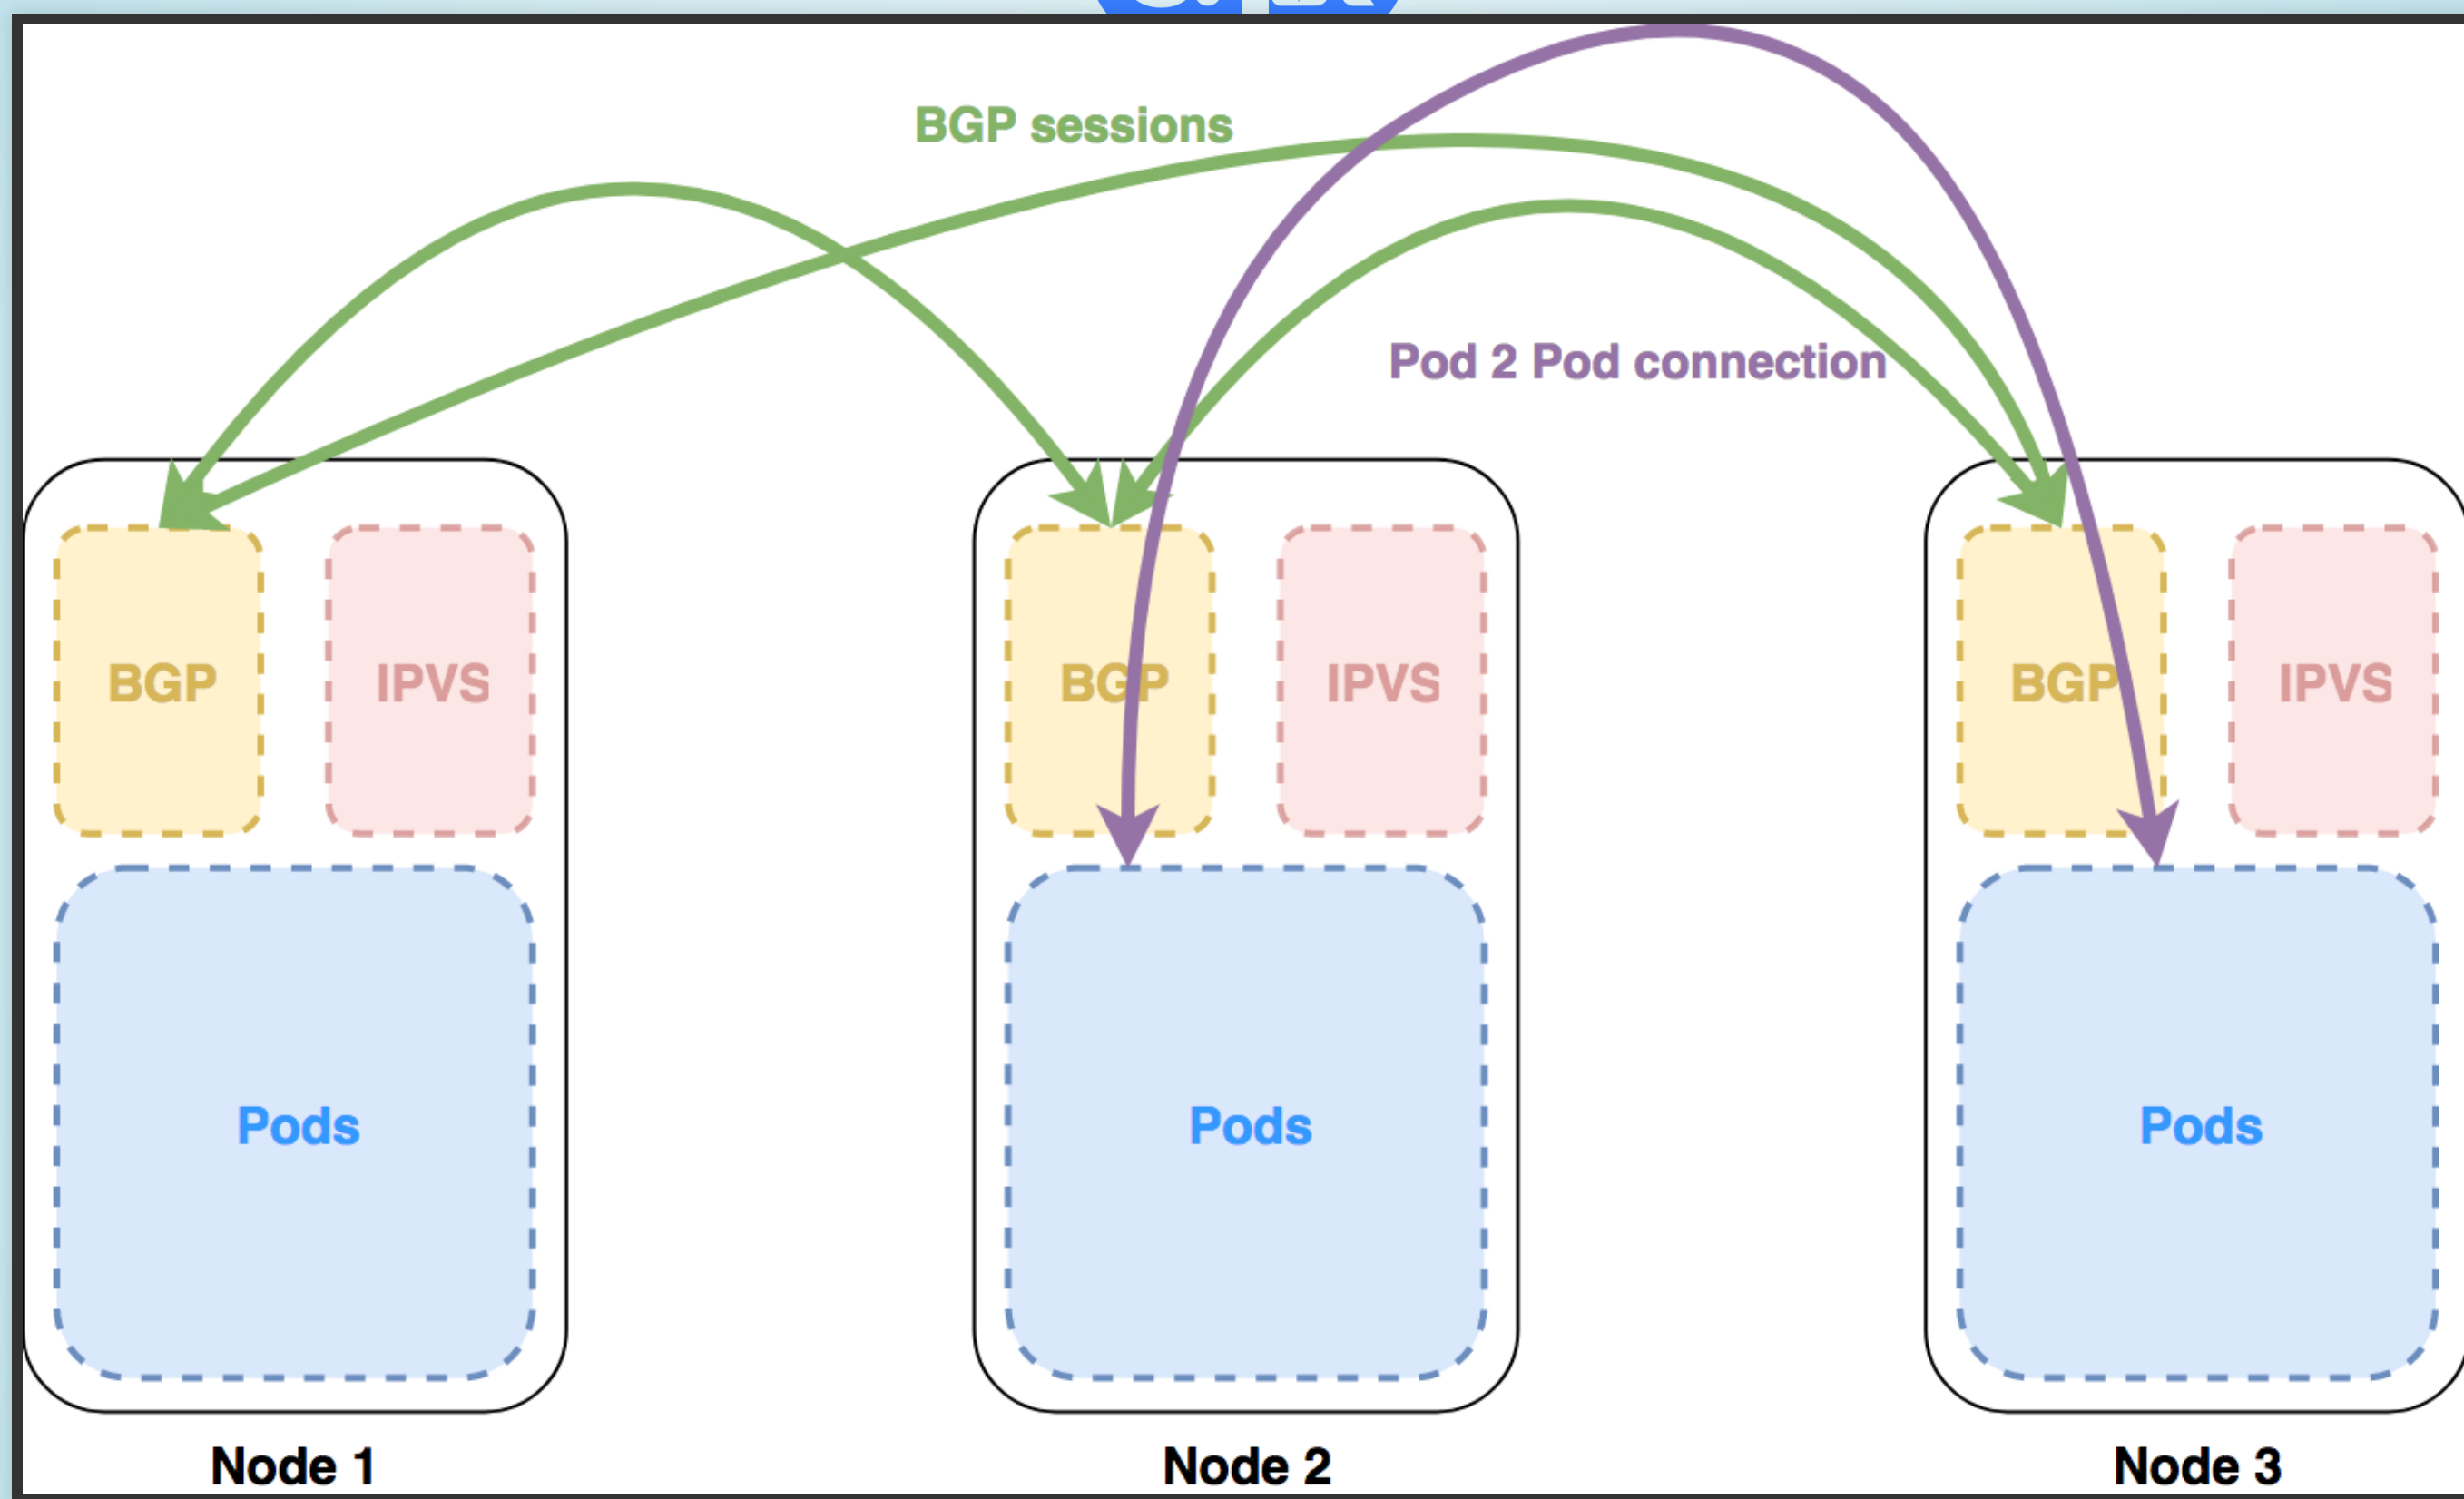 BGP sessions
Pod 2 Pod connection
BGP
IPVS
BGP
IPVS
BGP
IPVS
Pods
Pods
Pods
Node 1
Node 2
Node 3